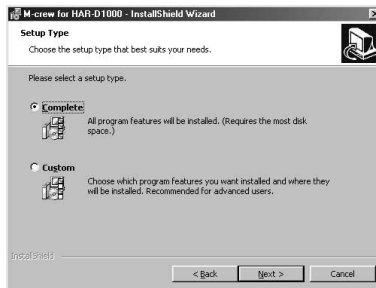 M-crew for HAR-D1000 - InstallShield Wizard
Setup Type
Choose the setup type that best suits your needs.
Please select a setup type.
Complete
All program features will be installed. (Requires the most disk
space.)
Custom
Choose which program features you want installed and where they
will be installed. Recommended for advanced users.
InstallShield
< Back
Next >
Cancel